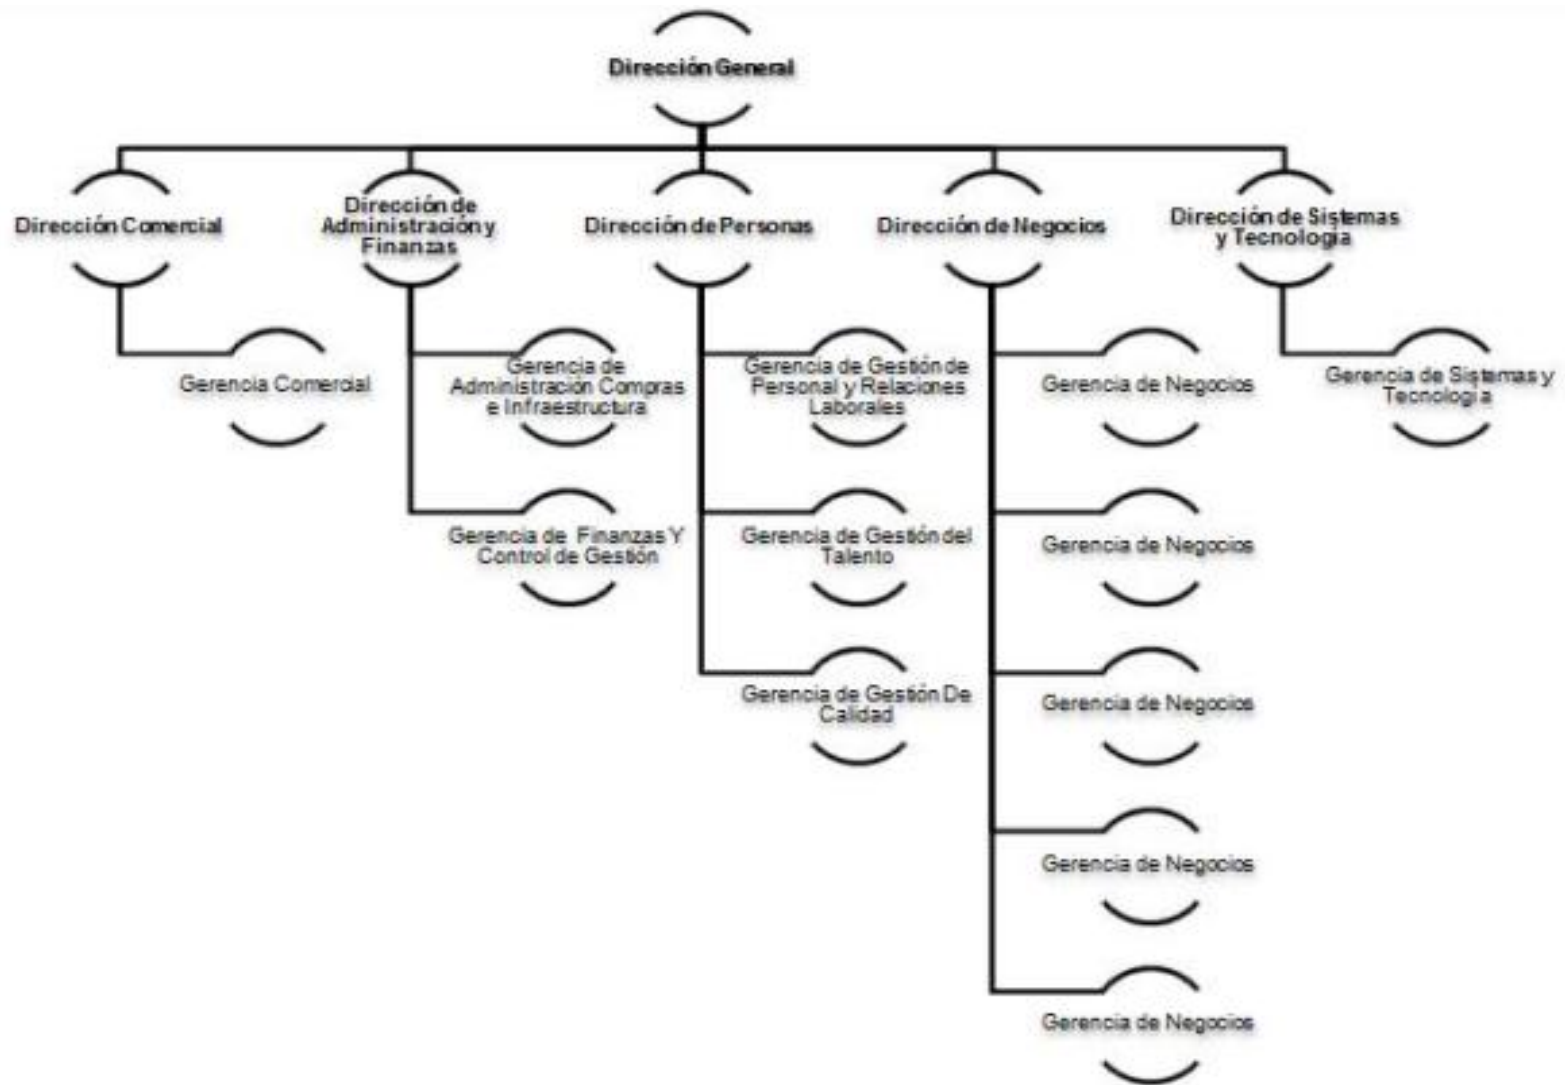 Dirección General
Dirección Comercial
Dirección de
Administración y
Finanzas
Dirección de Personas
Dirección de Negocios
Dirección de Sistemas
y Tecnología
Gerencia Comercial
Gerencia de
Administración Compras
e Infraestructura
Gerencia de Finanzas Y
Control de Gestión
Gerencia de Gestión de
Personal y Relaciones
Laborales
Gerencia de Gestión del
Talento
Gerencia de Gestión De
Calidad
Gerencia de Negocios
Gerencia de Negocios
Gerencia de Negocios
Gerencia de Negocios
Gerencia de Negocios
Gerencia de Sistemas y
Tecnología